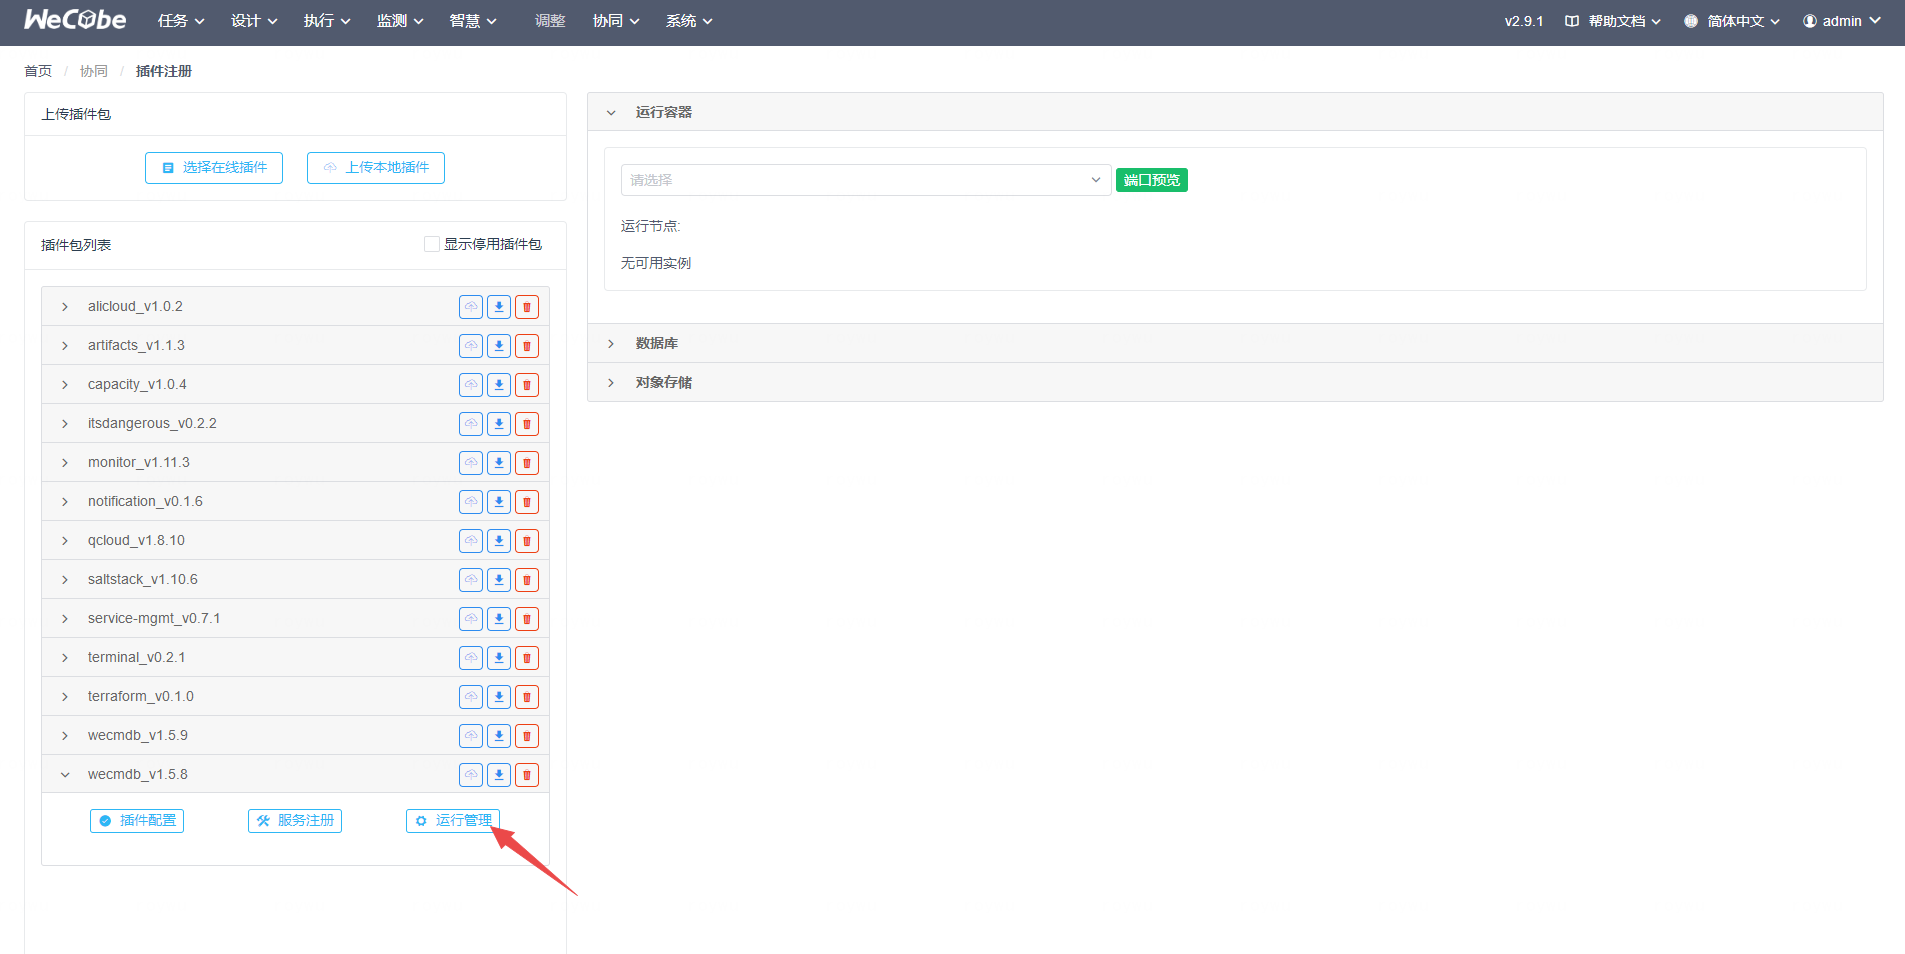 WeCube 任务 设计 执行 监测 智慧 调整 协同 系统 v2.9.1 帮助文档 简体中文 admin
首页 / 协同 / 插件注册
上传插件包
选择在线插件 上传本地插件
插件包列表 显示停用插件包
alicloud_v1.0.2
artifacts_v1.1.3
capacity_v1.0.4
itsdangerous_v0.2.2
monitor_v1.11.3
notification_v0.1.6
qcloud_v1.8.10
saltstack_v1.10.6
service-mgmt_v0.7.1
terminal_v0.2.1
terraform_v0.1.0
wecmdb_v1.5.9
wecmdb_v1.5.8
插件配置 服务注册 运行管理
运行容器
请选择 端口预览
运行节点:
无可用实例
数据库
对象存储